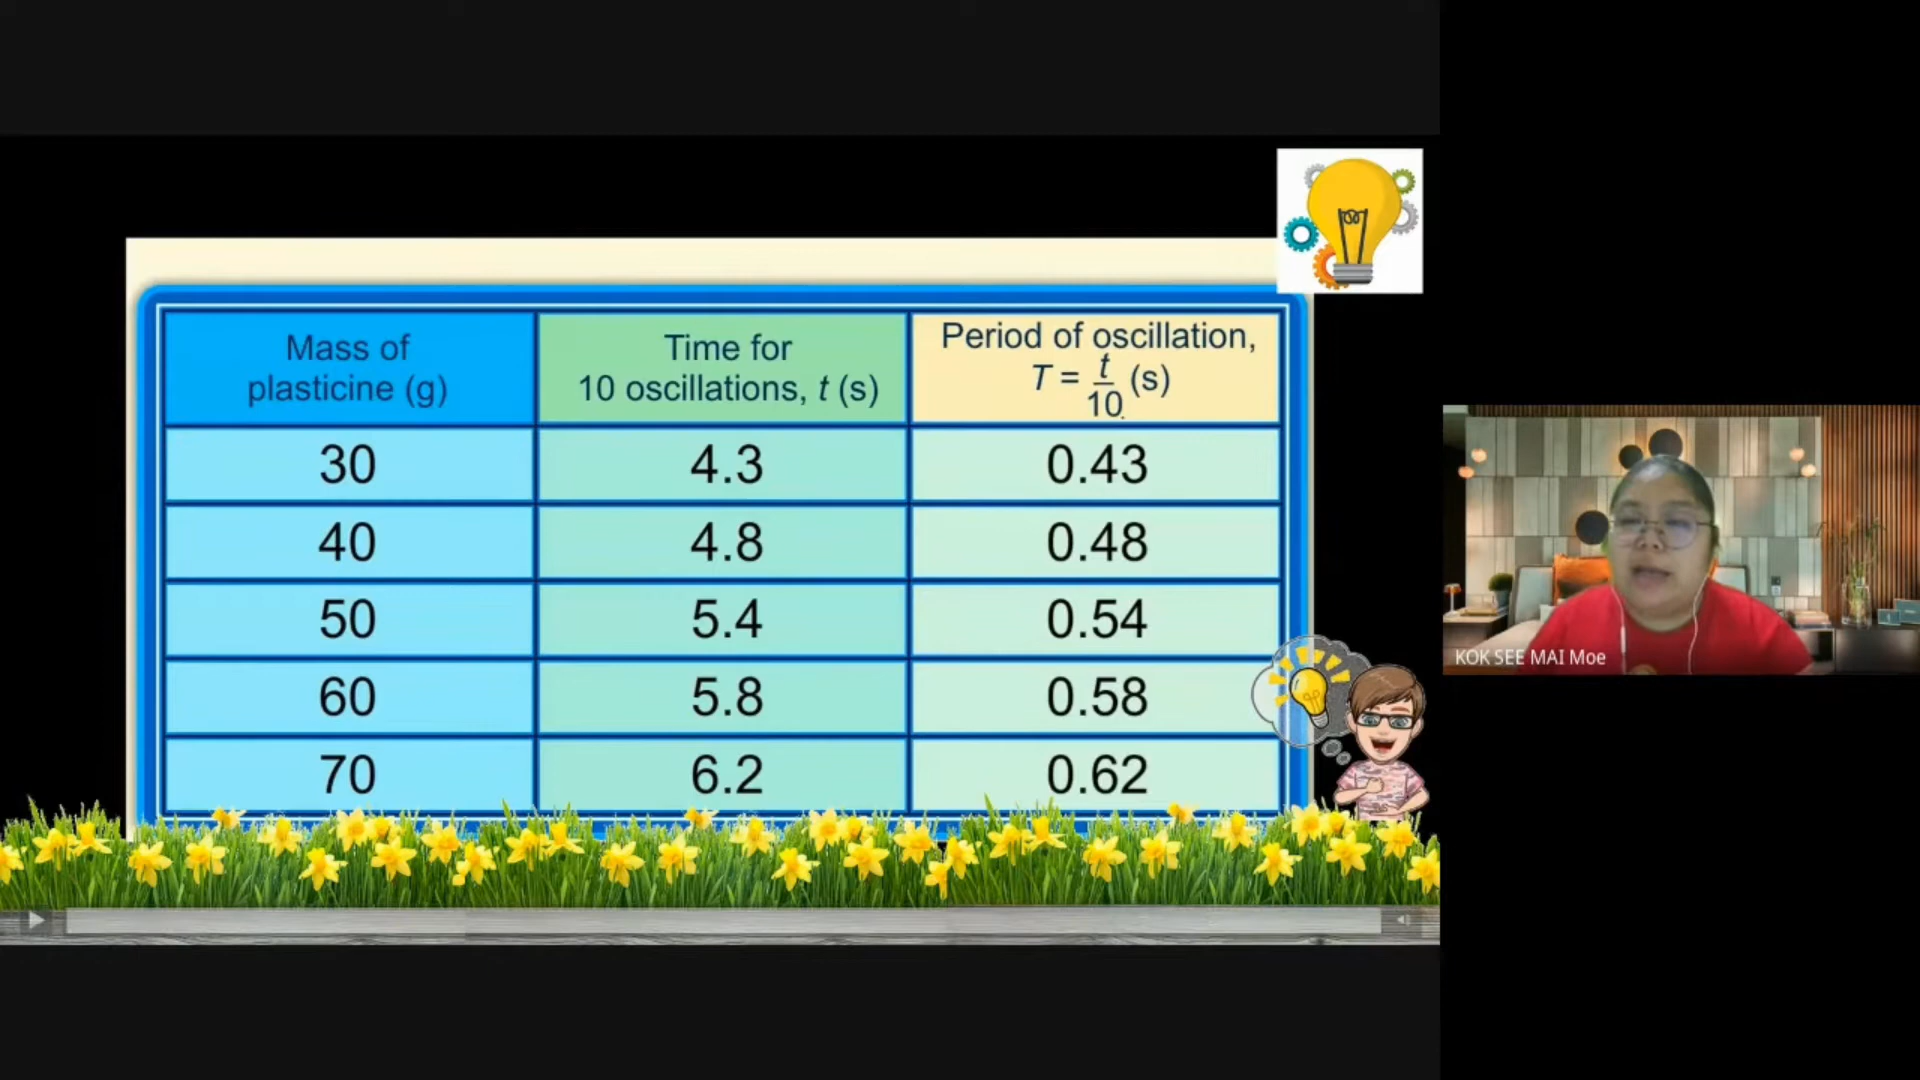 Mass of
plasticine (g)
Time for
10 oscillations, t (s)
Period of oscillation,
T = t/10 (s)
30 4.3 0.43
40 4.8 0.48
50 5.4 0.54
60 5.8 0.58
70 6.2 0.62
KOK SEE MAI Moe